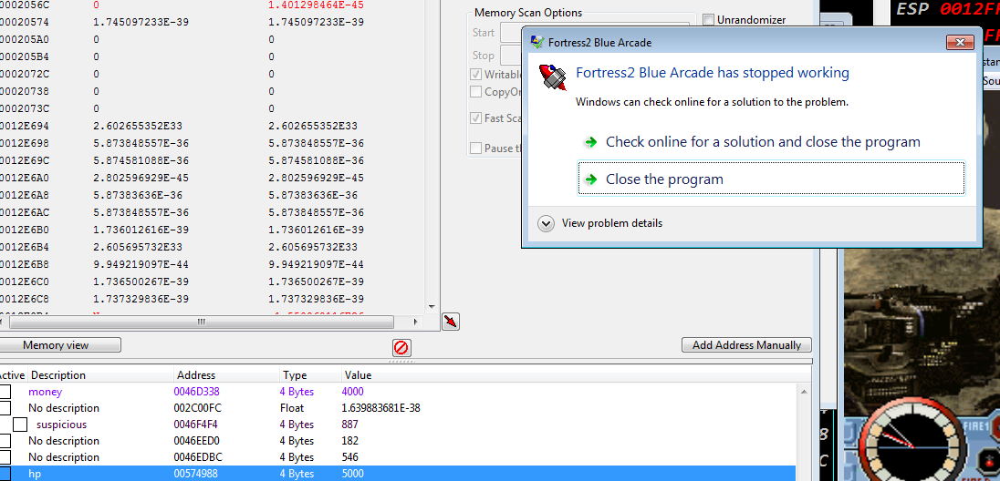 0002056C 0 1.401298464E-45
00020574 1.745097233E-39 1.745097233E-39
000205A0 0 0
000205B4 0 0
0002072C 0 0
00020738 0 0
0002073C 0 0
0012E694 2.602655352E33 2.602655352E33
0012E698 5.873848557E-36 5.873848557E-36
0012E69C 5.874581088E-36 5.874581088E-36
0012E6A0 2.802596929E-45 2.802596929E-45
0012E6A8 5.87383636E-36 5.87383636E-36
0012E6AC 5.873848557E-36 5.873848557E-36
0012E6B0 1.736012616E-39 1.736012616E-39
0012E6B4 2.605695732E33 2.605695732E33
0012E6B8 9.949219097E-44 9.949219097E-44
0012E6C0 1.736500267E-39 1.736500267E-39
0012E6C8 1.737329836E-39 1.737329836E-39
Memory Scan Options
Unrandomizer
Start
Stop
Writable
CopyOn
Fast Sca
Pause th
ESP 0012FF
Fortress2 Blue Arcade
Fortress2 Blue Arcade has stopped working
Windows can check online for a solution to the problem.
Check online for a solution and close the program
Close the program
View problem details
Sou
Memory view
Add Address Manually
Active Description Address Type Value
money 0046D338 4 Bytes 4000
No description 002C00FC Float 1.639883681E-38
suspicious 0046F4F4 4 Bytes 887
No description 0046EED0 4 Bytes 182
No description 0046EDBC 4 Bytes 546
hp 00574988 4 Bytes 5000
FIRE1